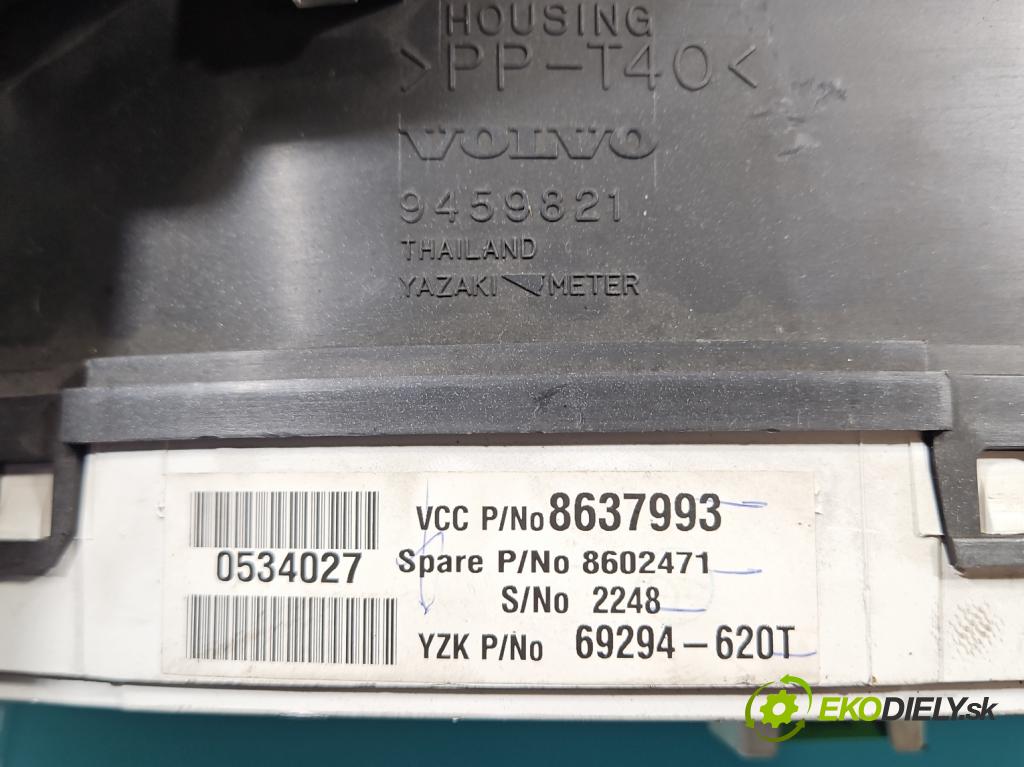 HOUSING
>PP-T40<
VOLVO
9459821
THAILAND
YAZAKI METER
0534027
VCC P/No 8637993
Spare P/No 8602471
S/No 2248
YZK P/No 69294-620T
EKODIELY.sk